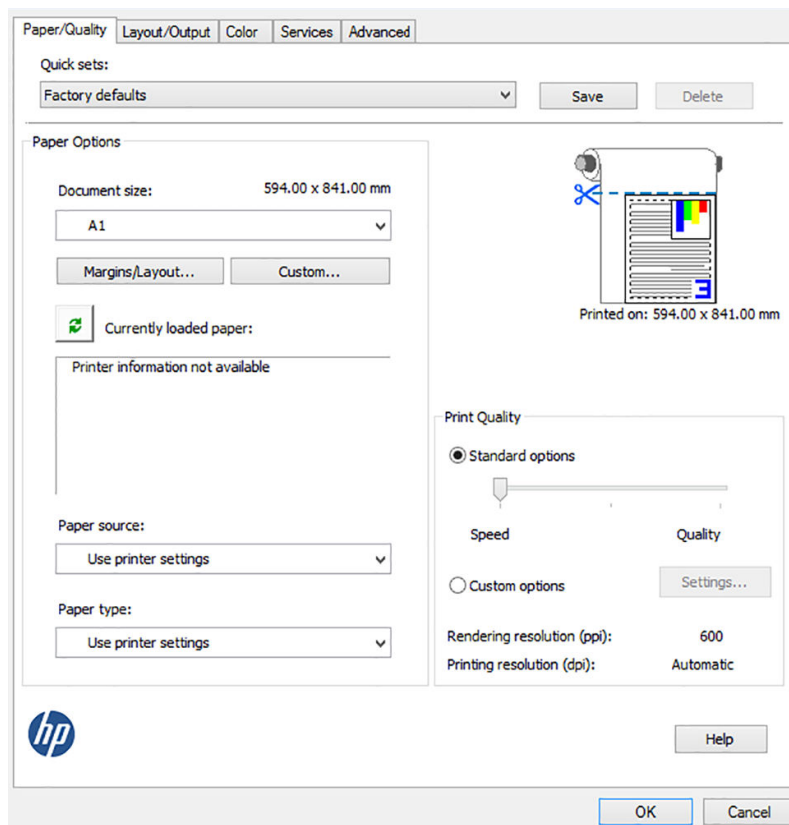 Paper/Quality Layout/Output Color Services Advanced
Quick sets:
Factory defaults
Save Delete
Paper Options
Document size: 594.00 x 841.00 mm
A1
Margins/Layout... Custom...
Currently loaded paper:
Printer information not available
Paper source:
Use printer settings
Paper type:
Use printer settings
Printed on: 594.00 x 841.00 mm
Print Quality
Standard options
Speed Quality
Custom options Settings...
Rendering resolution (ppi): 600
Printing resolution (dpi): Automatic
hp
Help
OK Cancel